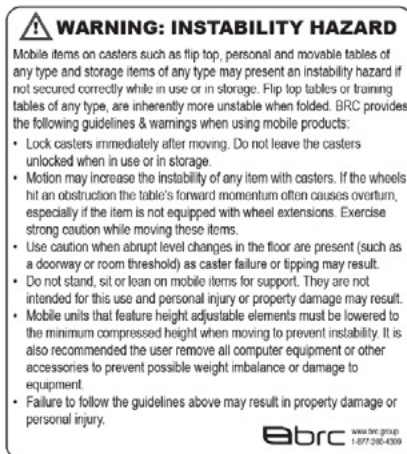 WARNING: INSTABILITY HAZARD
Mobile items on casters such as flip top, personal and movable tables of
any type and storage items of any type may present an instability hazard if
not secured correctly while in use or in storage. Flip top tables or training
tables of any type, are inherently more unstable when folded. BRC provides
the following guidelines & warnings when using mobile products:
• Lock casters immediately after moving. Do not leave the casters
unlocked when in use or in storage.
• Motion may increase the instability of any item with casters. If the wheels
hit an obstruction the table's forward momentum often causes overturn,
especially if the item is not equipped with wheel extensions. Exercise
strong caution while moving these items.
• Use caution when abrupt level changes in the floor are present (such as
a doorway or room threshold) as caster failure or tipping may result.
• Do not stand, sit or lean on mobile items for support. They are not
intended for this use and personal injury or property damage may result.
• Mobile units that feature height adjustable elements must be lowered to
the minimum compressed height when moving to prevent instability. It is
also recommended the user remove all computer equipment or other
accessories to prevent possible weight imbalance or damage to
equipment.
• Failure to follow the guidelines above may result in property damage or
personal injury.
brc www.brc.group
1-877-260-4309